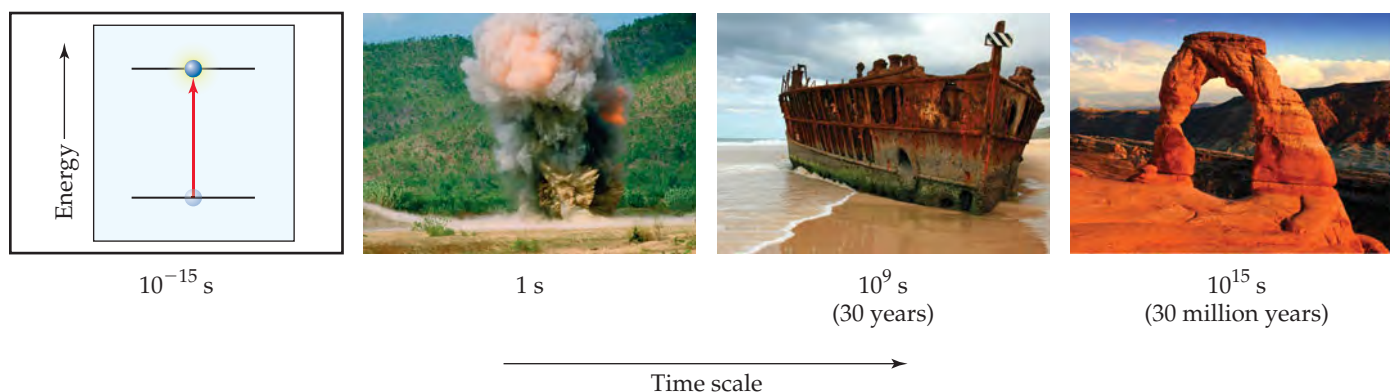 Energy
10⁻¹⁵ s
1 s
10⁹ s
(30 years)
10¹⁵ s
(30 million years)
Time scale